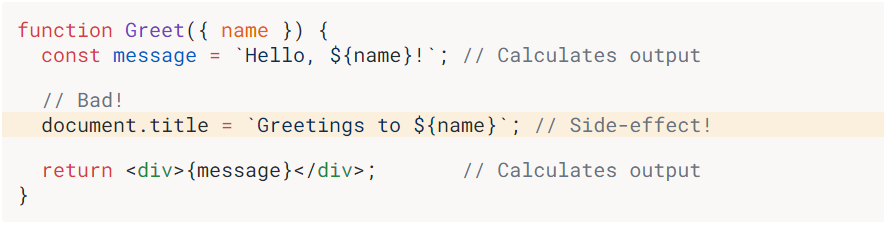 function Greet({ name }) {
  const message = `Hello, ${name}!`; // Calculates output
  // Bad!
  document.title = `Greetings to ${name}`; // Side-effect!
  return <div>{message}</div>;       // Calculates output
}